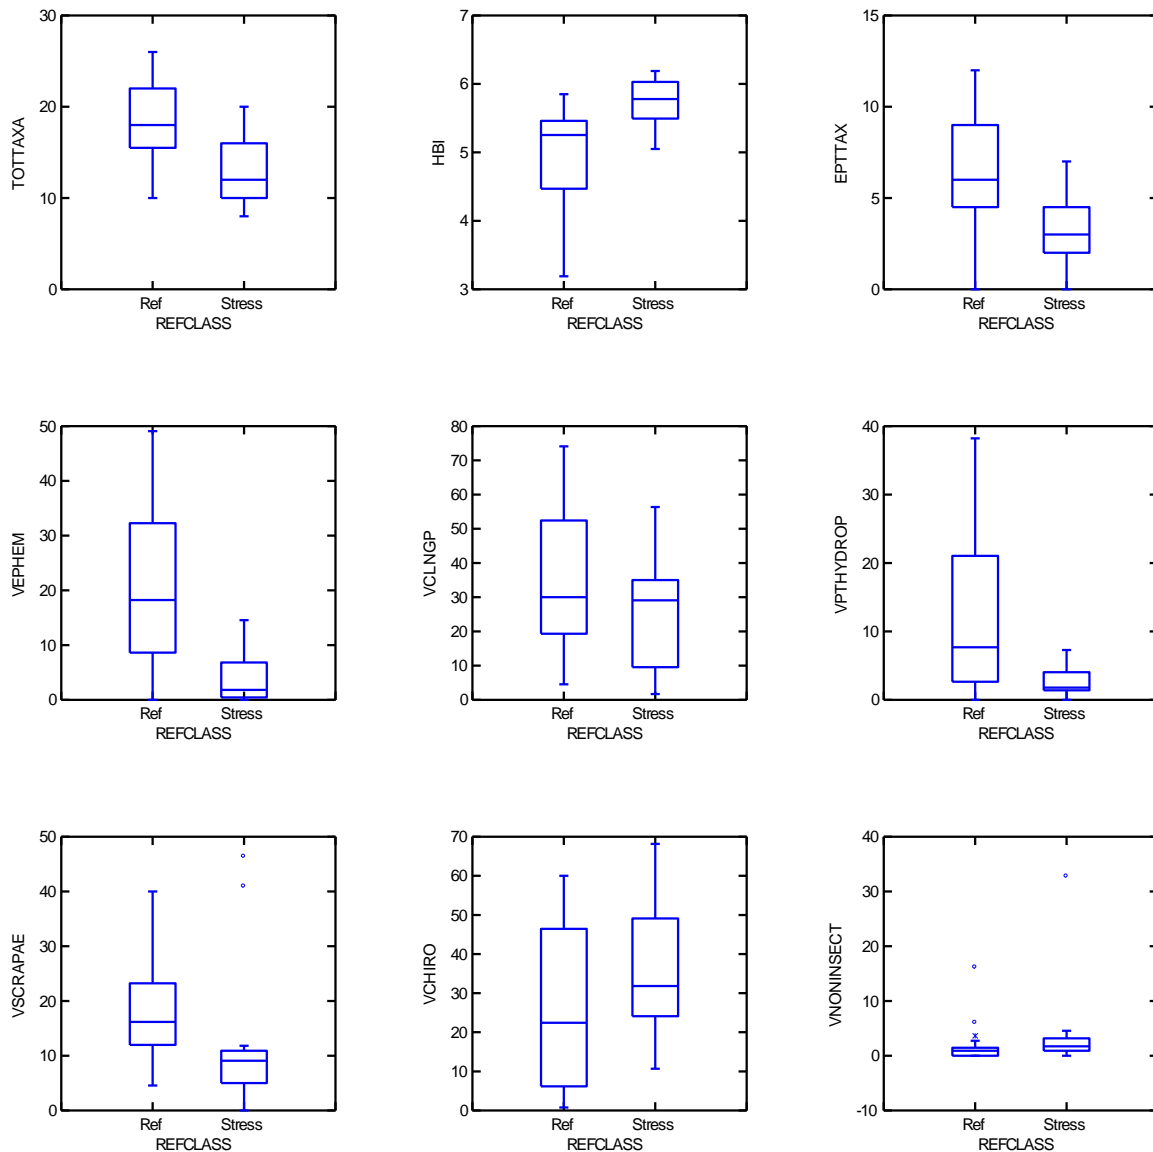 TOTTAXA
30
20
10
0
Ref Stress
REFCLASS
HBI
7
6
5
4
3
Ref Stress
REFCLASS
EPTTAX
15
10
5
0
Ref Stress
REFCLASS
VEPHEM
50
40
30
20
10
0
Ref Stress
REFCLASS
VCLNGP
80
70
60
50
40
30
20
10
0
Ref Stress
REFCLASS
VPTHYDROP
40
30
20
10
0
Ref Stress
REFCLASS
VSCRAPAE
50
40
30
20
10
0
Ref Stress
REFCLASS
VCHIRO
70
60
50
40
30
20
10
0
Ref Stress
REFCLASS
VNONINSECT
40
30
20
10
0
-10
Ref Stress
REFCLASS